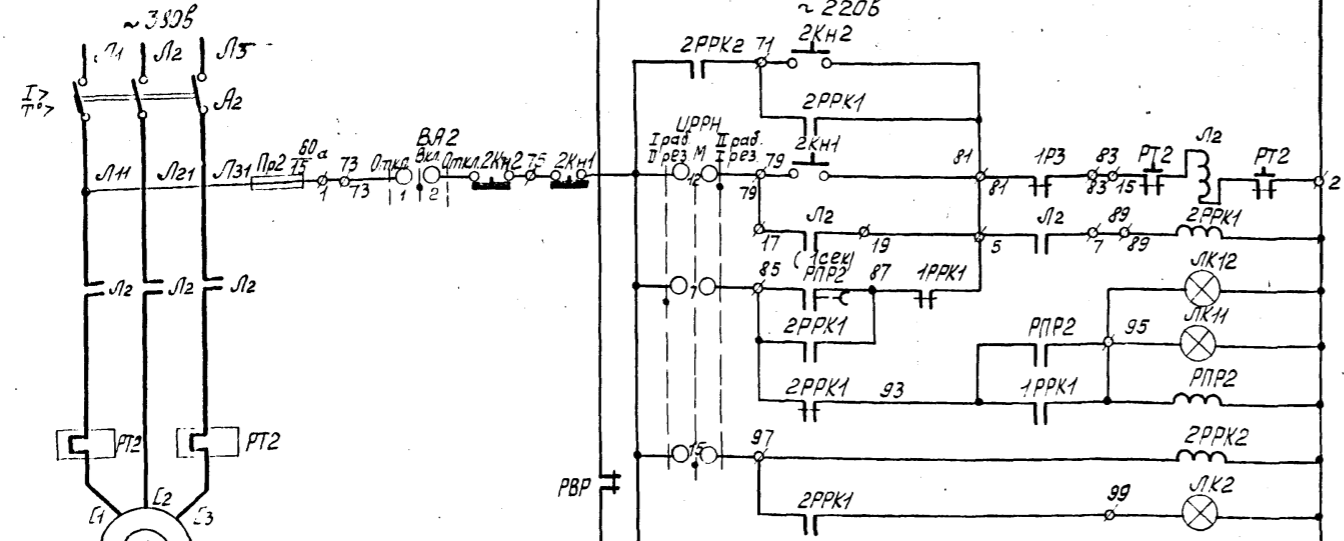 ~380в
~220в
Л1 Л2 Л3
I>
T°>
А2
Л11 Л21 Л31
Пр2 60а
15
1
73
73
Откл.
ВА2
Вкл.
1 2
Откл.
2Кн2
75
2Кн1
2РРК2
71
2Кн2
2РРК1
ЦРРН
I раб. М II раб.
II рез. I рез.
12
79
79
2Кн1
81
81
1РЗ
83
83
15
РТ2
Л2
РТ2
2
17
Л2
19
5
Л2
7
89
89
2РРК1
(1сек)
7
85
РПР2
87
1РРК1
ЛК12
2РРК1
РПР2
95
ЛК11
2РРК1
93
1РРК1
РПР2
Л2 Л2 Л2
РТ2 РТ2
С1 С2 С3
РВР
15
97
2РРК2
2РРК1
99
ЛК2